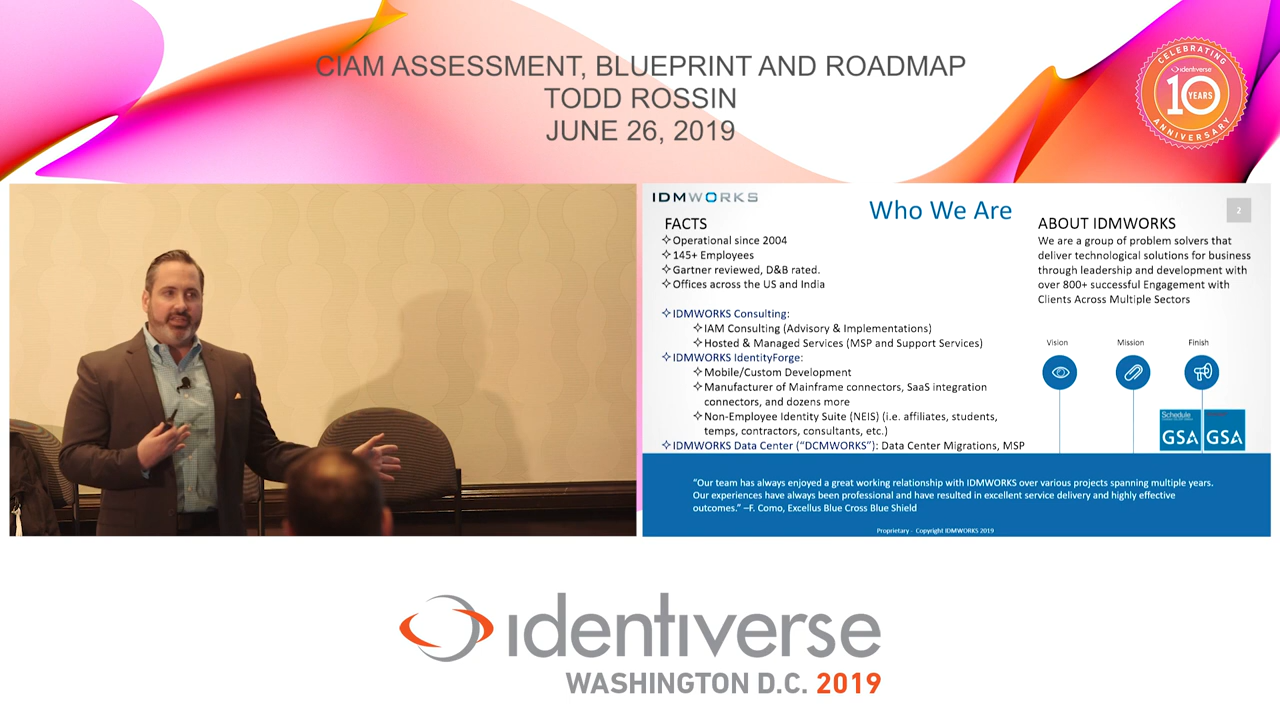 CIAM ASSESSMENT, BLUEPRINT AND ROADMAP
TODD ROSSIN
JUNE 26, 2019
CELEBRATING
identiverse
10
YEARS
ANNIVERSARY
IDMWORKS
Who We Are
2
FACTS
Operational since 2004
145+ Employees
Gartner reviewed, D&B rated.
Offices across the US and India
IDMWORKS Consulting:
IAM Consulting (Advisory & Implementations)
Hosted & Managed Services (MSP and Support Services)
IDMWORKS IdentityForge:
Mobile/Custom Development
Manufacturer of Mainframe connectors, SaaS integration
connectors, and dozens more
Non-Employee Identity Suite (NEIS) (i.e. affiliates, students,
temps, contractors, consultants, etc.)
IDMWORKS Data Center ("DCMWORKS"): Data Center Migrations, MSP
ABOUT IDMWORKS
We are a group of problem solvers that
deliver technological solutions for business
through leadership and development with
over 800+ successful Engagement with
Clients Across Multiple Sectors
Vision
Mission
Finish
Schedule
GSA
GSA
“Our team has always enjoyed a great working relationship with IDMWORKS over various projects spanning multiple years.
Our experiences have always been professional and have resulted in excellent service delivery and highly effective
outcomes.” –F. Como, Excellus Blue Cross Blue Shield
Proprietary - Copyright IDMWORKS 2019
identiverse
WASHINGTON D.C. 2019